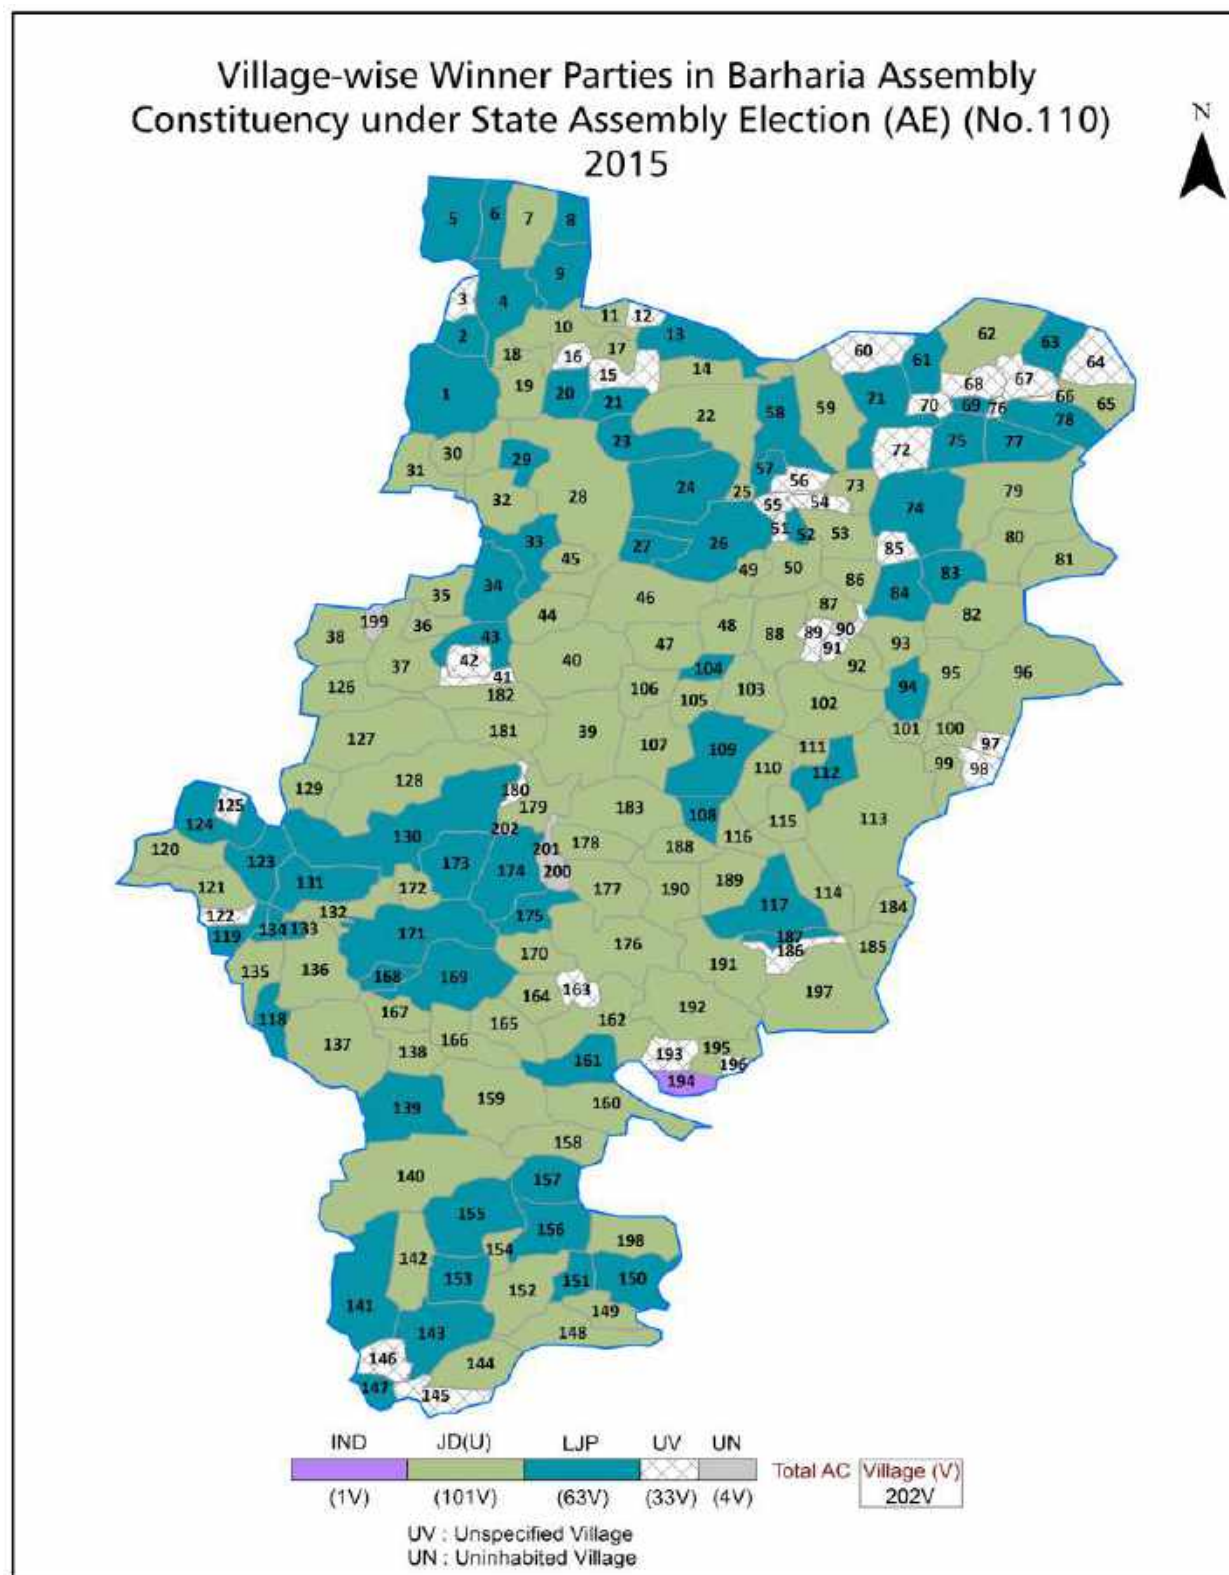 Village-wise Winner Parties in Barharia Assembly
Constituency under State Assembly Election (AE) (No.110)
2015
N
5 6 7 8
9
3 4
11 12
2 10 13
17
18 16 60 62 63
15 14 61 64
19 68 67
1 20 71 70 69 76 66 65
21 22 58 59 78
23 72 75 77
30 29
31 57
24 56 73
32 28 25 79
55 54 74
51 52 53
33 27 26 85 80
45 81
49 50 86 83
34 84
35 46
44 87 82
199 36 48 88 89 90
38 43 47 91 93
37 42 40 104 92 95 96
41
126 182 106 105 103 94
102
181 39 101 100
127 107 109 111 97
110 112 99 98
128
129 180
125 179 183 108 113
124 202 115
130 201 178 116
120 123 173 188
131 174 200
121 172 177 190 189
132 117 114 184
122 134 133 175
119 171 187
170 176 186 185
135 136 191
168 169 163 197
164
118 167 165 162 192
137 138 166 195
161 193 196
194
139 159 160
158
140 157
155
156 198
142 154
153 151 150
141 152
149
143 148
146 144
147 145
IND JD(U) LJP UV UN
Total AC Village (V)
(1V) (101V) (63V) (33V) (4V) 202V
UV : Unspecified Village
UN : Uninhabited Village